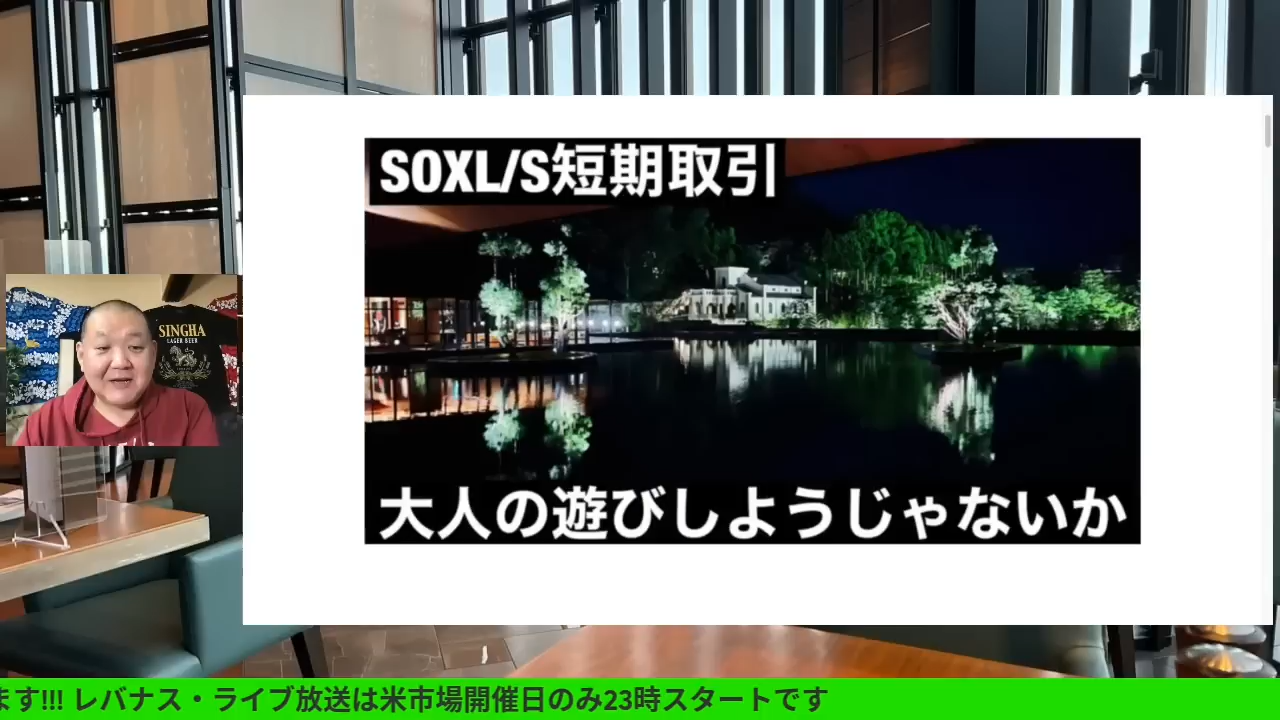 SOXL/S短期取引
SINGHA
LAGER BEER
大人の遊びしようじゃないか
ます!!! レバナス・ライブ放送は米市場開催日のみ23時スタートです